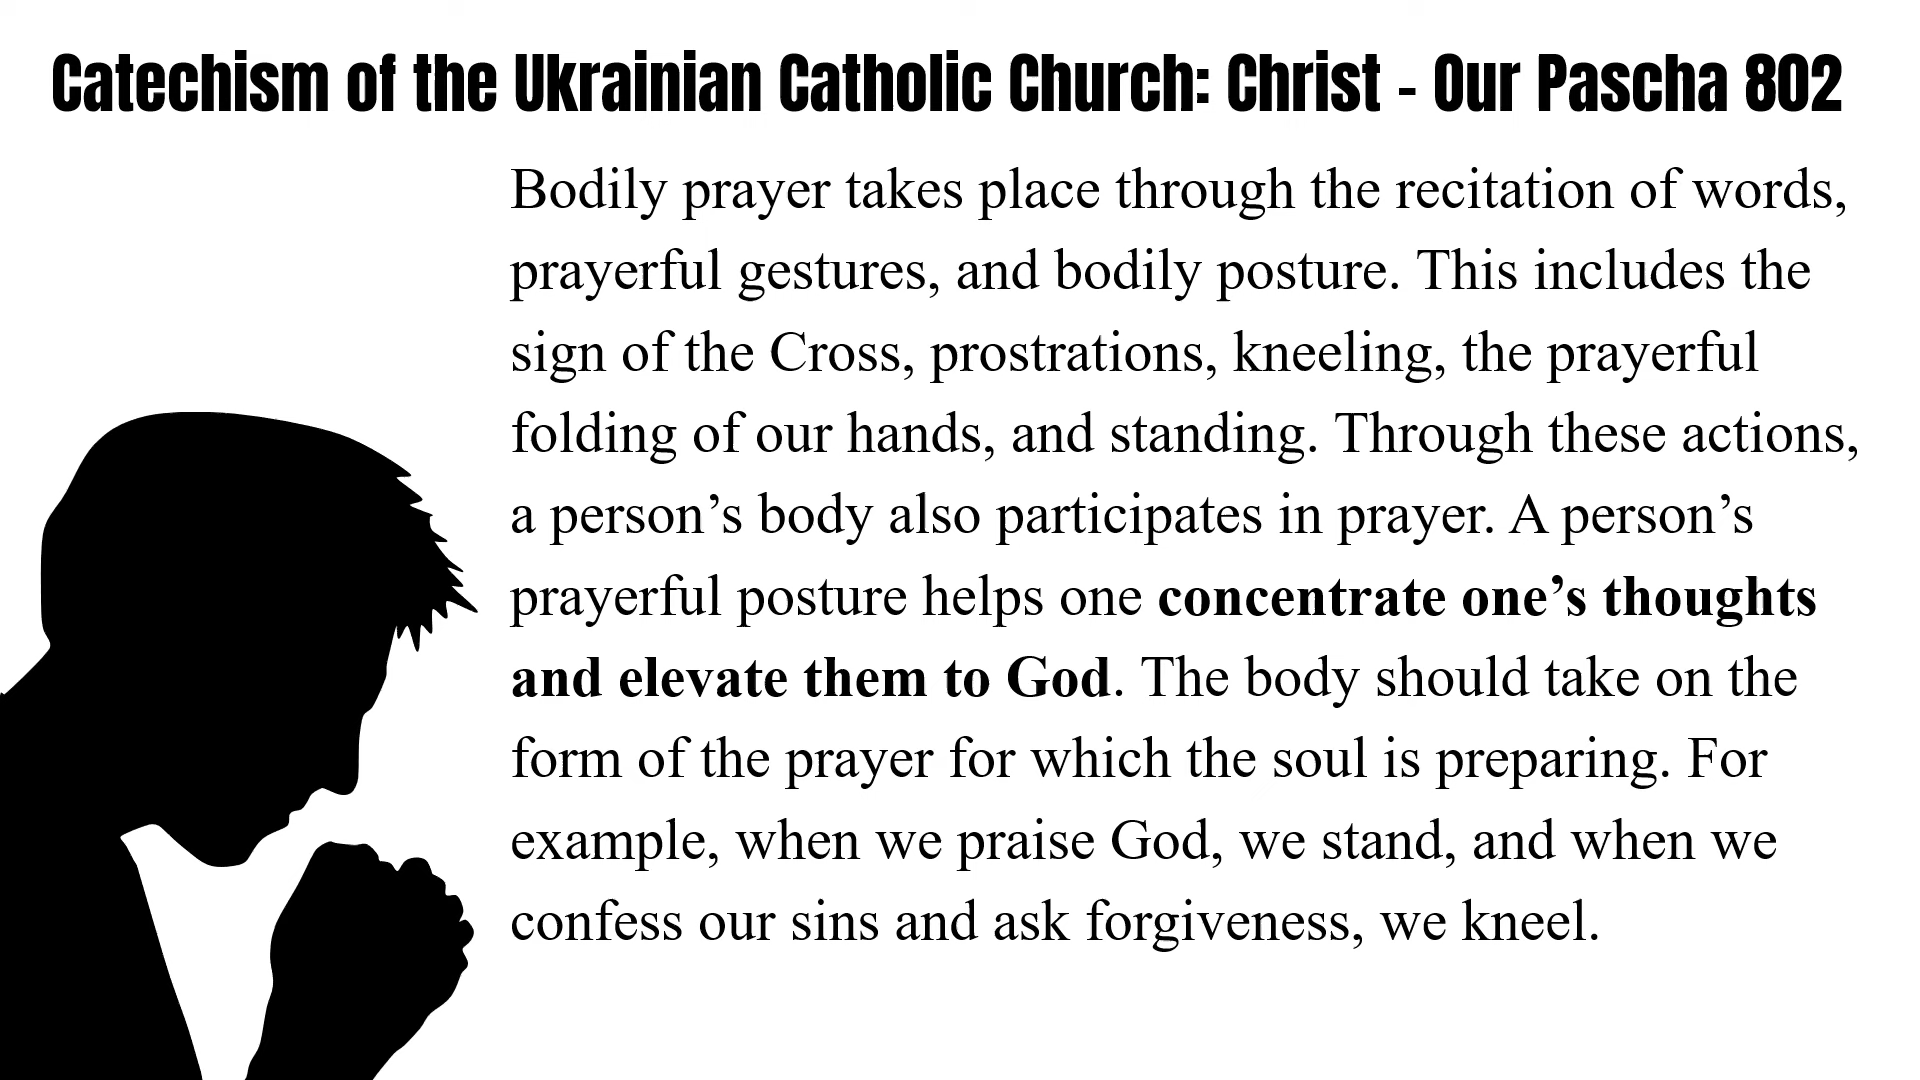 Catechism of the Ukrainian Catholic Church: Christ - Our Pascha 802
Bodily prayer takes place through the recitation of words,
prayerful gestures, and bodily posture. This includes the
sign of the Cross, prostrations, kneeling, the prayerful
folding of our hands, and standing. Through these actions,
a person’s body also participates in prayer. A person’s
prayerful posture helps one concentrate one’s thoughts
and elevate them to God. The body should take on the
form of the prayer for which the soul is preparing. For
example, when we praise God, we stand, and when we
confess our sins and ask forgiveness, we kneel.